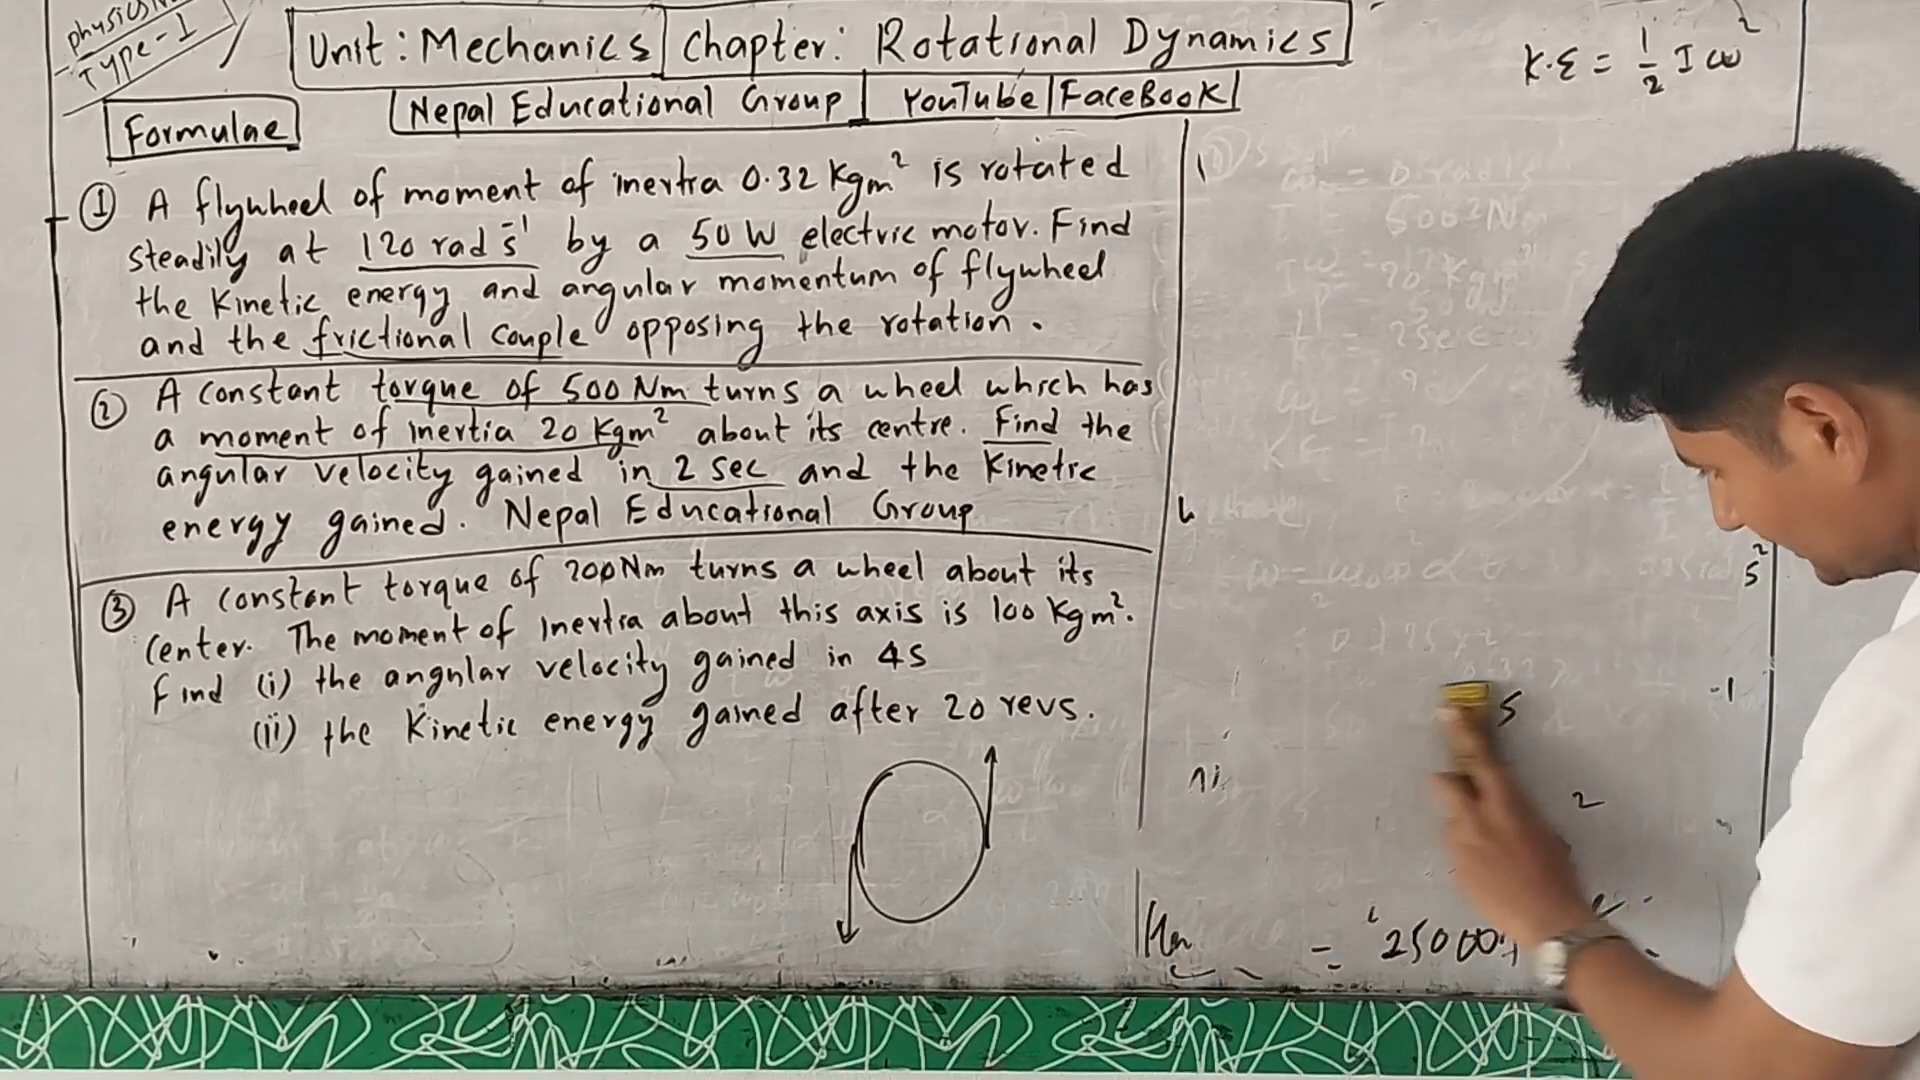 physics
Type-1
Unit: Mechanics Chapter: Rotational Dynamics
K.E = 1/2 I ω²
Nepal Educational Group YouTube|FaceBook
Formulae
① A flywheel of moment of inertia 0.32 Kgm² is rotated
steadily at 120 rad s⁻¹ by a 50 W electric motor. Find
the Kinetic energy and angular momentum of flywheel
and the frictional couple opposing the rotation.
② A constant torque of 500 Nm turns a wheel which has
a moment of inertia 20 Kgm² about its centre. Find the
angular velocity gained in 2 sec and the Kinetic
energy gained. Nepal Educational Group
③ A constant torque of 200Nm turns a wheel about its
Center. The moment of Inertia about this axis is 100 Kgm².
Find (i) the angular velocity gained in 4s
(ii) the Kinetic energy gained after 20 revs.
= 25000